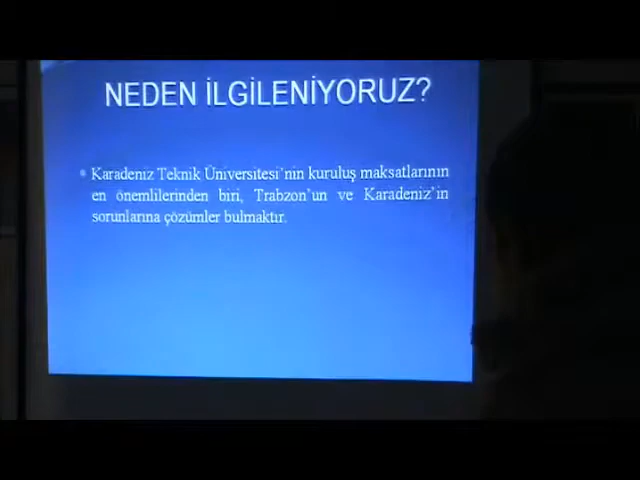 NEDEN İLGİLENİYORUZ?
Karadeniz Teknik Üniversitesi'nin kuruluş maksatlarının
en önemlilerinden biri, Trabzon'un ve Karadeniz'in
sorunlarına çözümler bulmaktır.